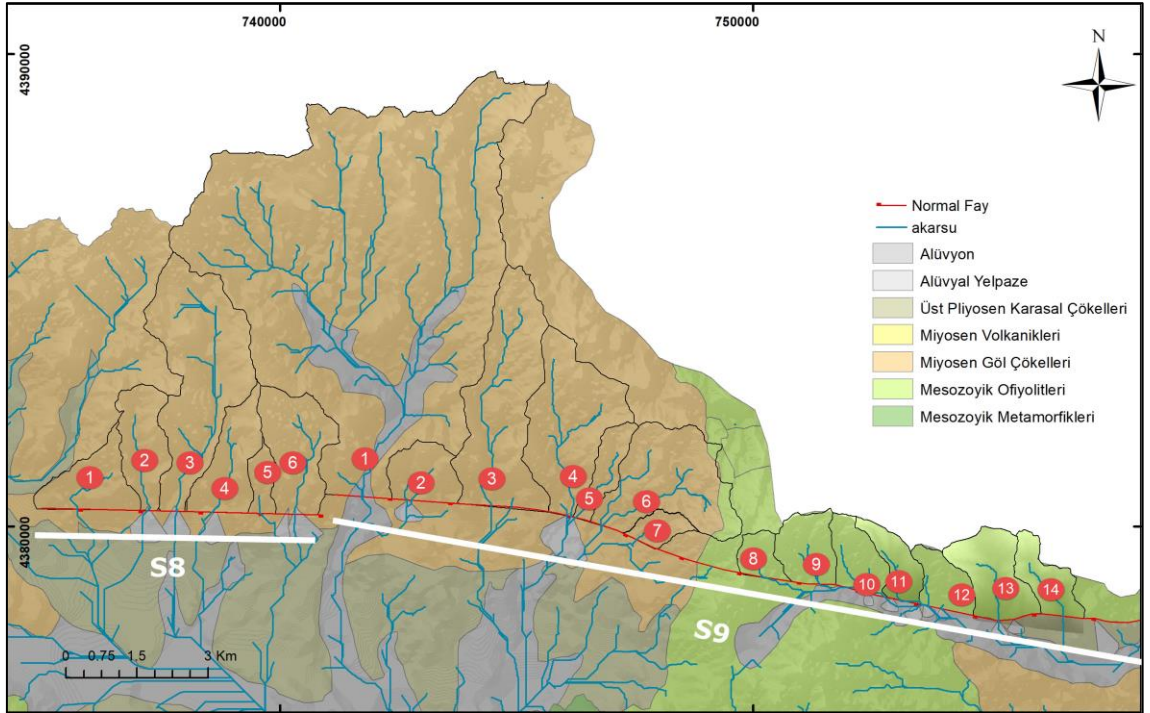 740000
750000
4390000
N
Normal Fay
akarsu
Alüvyon
Alüvyal Yelpaze
Üst Pliyosen Karasal Çökelleri
Miyosen Volkanikleri
Miyosen Göl Çökelleri
Mesozoyik Ofiyolitleri
Mesozoyik Metamorfikleri
1 2 3 4 5 6
1 2 3 4 5 6 7 8 9 10 11 12 13 14
4380000
S8
S9
0 0.75 1.5 3 Km